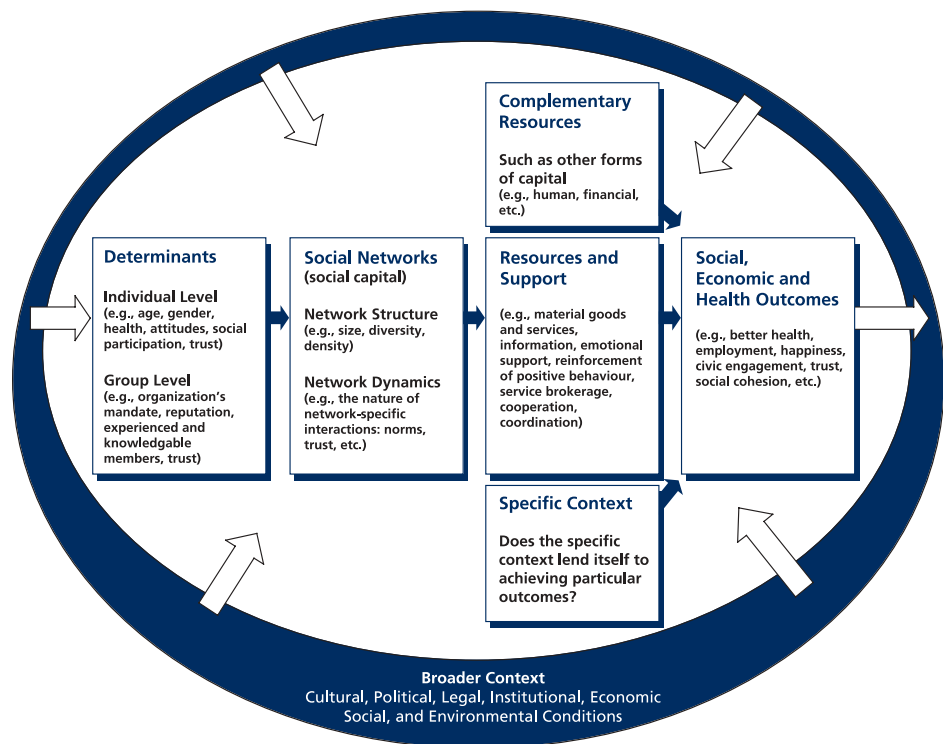 Complementary
Resources
Such as other forms
of capital
(e.g., human, financial,
etc.)
Determinants
Individual Level
(e.g., age, gender,
health, attitudes, social
participation, trust)
Group Level
(e.g., organization's
mandate, reputation,
experienced and
knowledgable
members, trust)
Social Networks
(social capital)
Network Structure
(e.g., size, diversity,
density)
Network Dynamics
(e.g., the nature of
network-specific
interactions: norms,
trust, etc.)
Resources and
Support
(e.g., material goods
and services,
information, emotional
support, reinforcement
of positive behaviour,
service brokerage,
cooperation,
coordination)
Social,
Economic and
Health Outcomes
(e.g., better health,
employment, happiness,
civic engagement, trust,
social cohesion, etc.)
Specific Context
Does the specific
context lend itself to
achieving particular
outcomes?
Broader Context
Cultural, Political, Legal, Institutional, Economic
Social, and Environmental Conditions